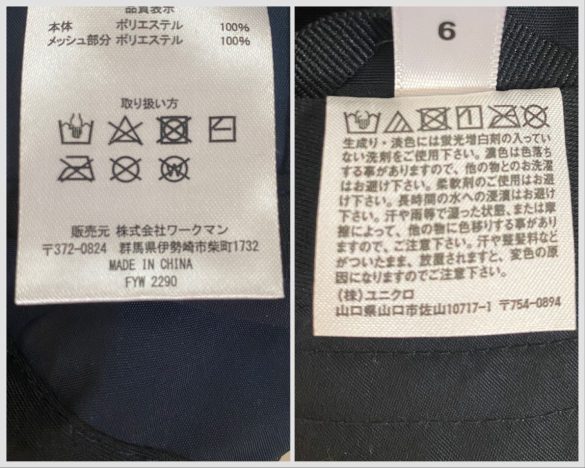 品質表示
本体 ポリエステル 100%
メッシュ部分 ポリエステル 100%
取り扱い方
販売元 株式会社ワークマン
〒372-0824 群馬県伊勢崎市柴町1732
MADE IN CHINA
FYW 2290
6
生成り・淡色には蛍光増白剤の入ってい
ない洗剤をご使用下さい。濃色は色落ち
する事がありますので、他の物とのお洗濯
はお避け下さい。柔軟剤のご使用はお避
け下さい。長時間の水への浸漬はお避け
下さい。汗や雨等で湿った状態、または摩
擦によって、他の物に色移りする事があり
ますので、ご注意下さい。汗や整髪料など
がついたまま、放置されますと、変色の原
因になりますのでご注意下さい。
(株)ユニクロ
山口県山口市佐山10717-1 〒754-0894